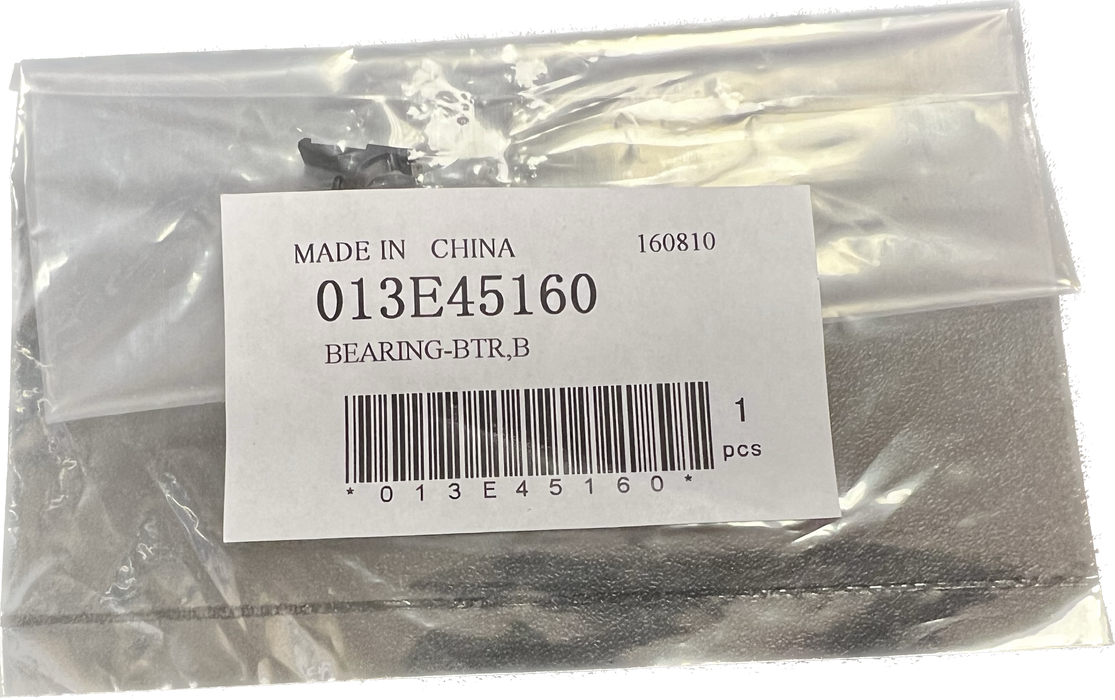 MADE IN CHINA 160810
013E45160
BEARING-BTR,B
1
pcs
*013E45160*